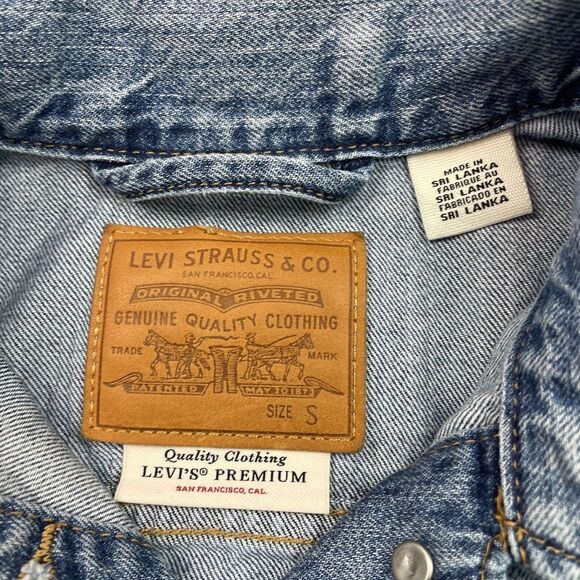 MADE IN
SRI LANKA
FABRIQUE AU
SRI LANKA
FABRICADO EN
SRI LANKA
LEVI STRAUSS & CO.
SAN FRANCISCO, CAL.
ORIGINAL RIVETED
GENUINE QUALITY CLOTHING
TRADE MARK
PATENTED MAY 20 1873
SIZE S
Quality Clothing
LEVI'S® PREMIUM
SAN FRANCISCO, CAL.